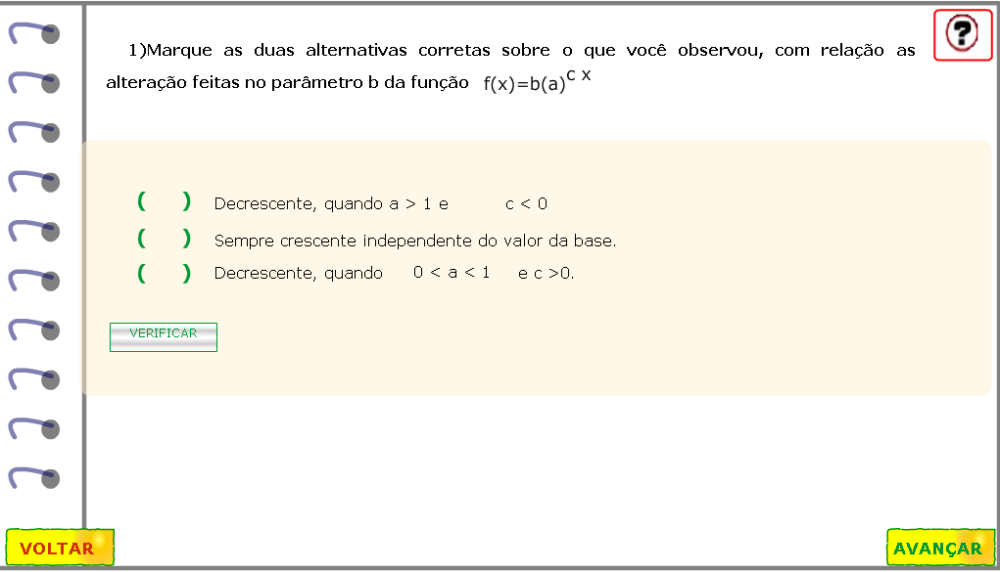 1)Marque as duas alternativas corretas sobre o que você observou, com relação as
alteração feitas no parâmetro b da função f(x)=b(a)^c x
( ) Decrescente, quando a > 1 e c < 0
( ) Sempre crescente independente do valor da base.
( ) Decrescente, quando 0 < a < 1 e c >0.
VERIFICAR
VOLTAR
AVANÇAR
?